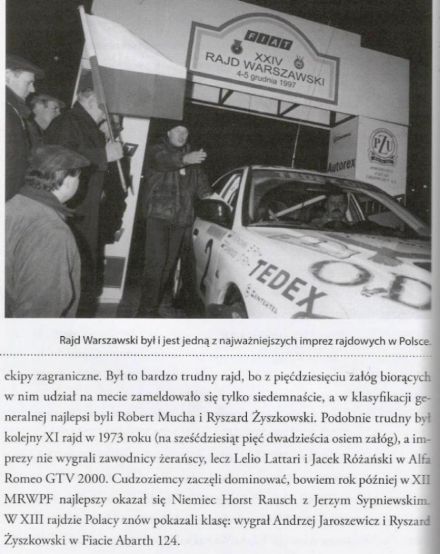 FIAT
XXIV
RAJD WARSZAWSKI
4-5 grudnia 1997
PZU
Autorex
2
TEDEX
Rajd Warszawski był i jest jedną z najważniejszych imprez rajdowych w Polsce.
ekipy zagraniczne. Był to bardzo trudny rajd, bo z pięćdziesięciu załóg biorących
w nim udział na mecie zameldowało się tylko siedemnaście, a w klasyfikacji ge-
neralnej najlepsi byli Robert Mucha i Ryszard Żyszkowski. Podobnie trudny był
kolejny XI rajd w 1973 roku (na sześćdziesiąt pięć dwadzieścia osiem załóg), a im-
prezy nie wygrali zawodnicy żerańscy, lecz Lelio Lattari i Jacek Różański w Alfa
Romeo GTV 2000. Cudzoziemcy zaczęli dominować, bowiem rok później w XII
MRWPF najlepszy okazał się Niemiec Horst Rausch z Jerzym Sypniewskim.
W XIII rajdzie Polacy znów pokazali klasę: wygrał Andrzej Jaroszewicz i Ryszard
Żyszkowski w Fiacie Abarth 124.